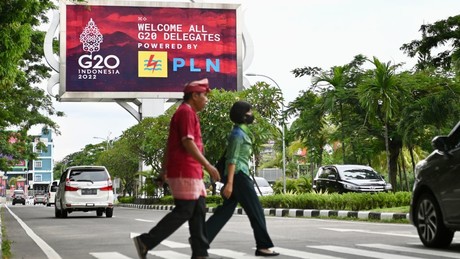 WELCOME ALL
G20 DELEGATES
POWERED BY
PLN
G20
INDONESIA
2022